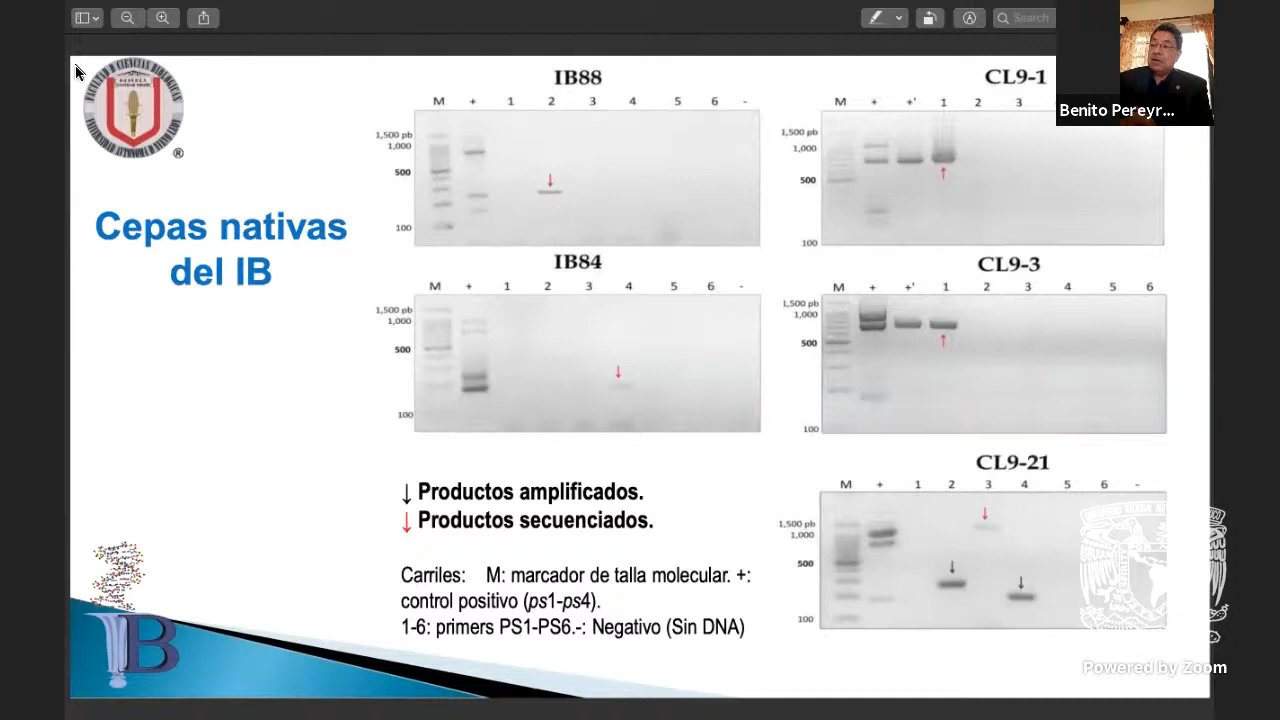 Search
Benito Pereyr...
®
Cepas nativas
del IB
IB88
M + 1 2 3 4 5 6 -
1,500 pb
1,000
500
100
IB84
M + 1 2 3 4 5 6 -
1,500 pb
1,000
500
100
CL9-1
M + +' 1 2 3
1,500 pb
1,000
500
100
CL9-3
M + +' 1 2 3 4 5 6
1,500 pb
1,000
500
100
CL9-21
M + 1 2 3 4 5 6 -
1,500 pb
1,000
500
100
↓ Productos amplificados.
↓ Productos secuenciados.
Carriles: M: marcador de talla molecular. +:
control positivo (ps1-ps4).
1-6: primers PS1-PS6.-: Negativo (Sin DNA)
IB
Powered by Zoom